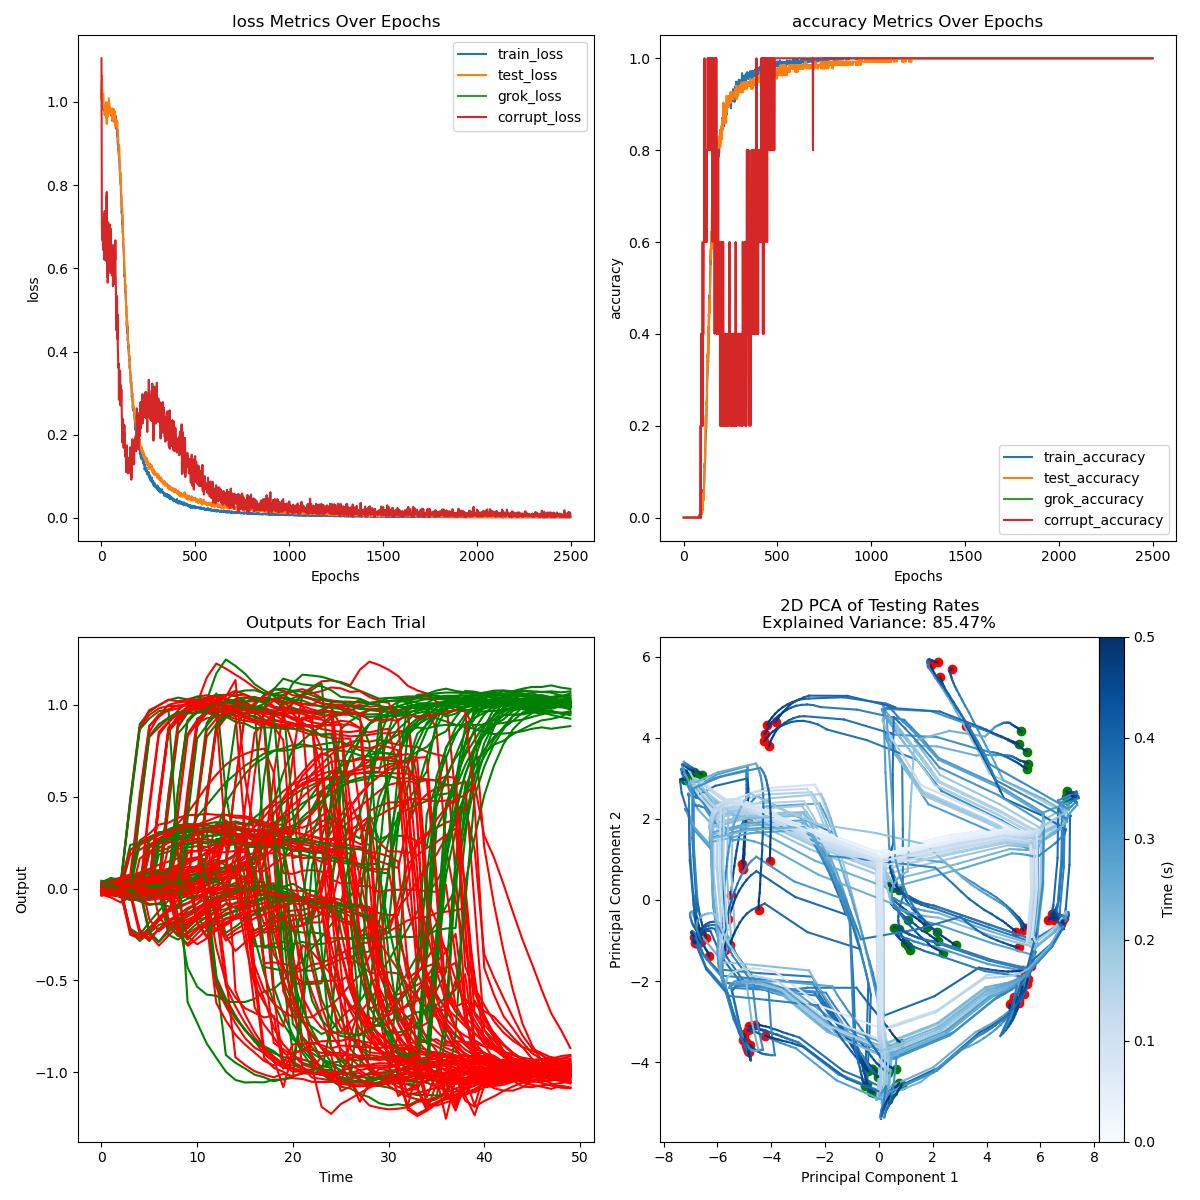 loss Metrics Over Epochs
train_loss
test_loss
grok_loss
corrupt_loss
1.0
0.8
0.6
0.4
0.2
0.0
loss
0
500
1000
1500
2000
2500
Epochs
accuracy Metrics Over Epochs
1.0
0.8
0.6
0.4
0.2
0.0
accuracy
train_accuracy
test_accuracy
grok_accuracy
corrupt_accuracy
0
500
1000
1500
2000
2500
Epochs
Outputs for Each Trial
1.0
0.5
0.0
−0.5
−1.0
Output
0
10
20
30
40
50
Time
2D PCA of Testing Rates
Explained Variance: 85.47%
6
4
2
0
−2
−4
Principal Component 2
−8
−6
−4
−2
0
2
4
6
8
Principal Component 1
0.5
0.4
0.3
0.2
0.1
0.0
Time (s)